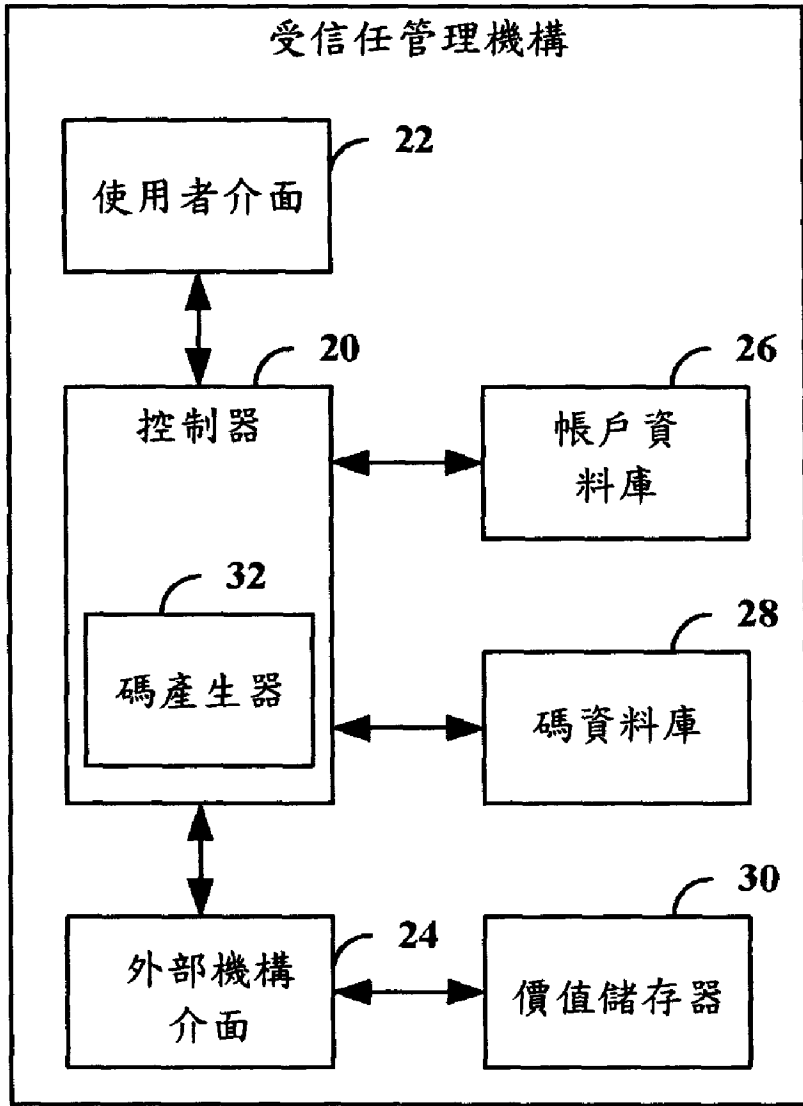 受信任管理機構
22
使用者介面
20
26
控制器
帳戶資
料庫
32
28
碼產生器
碼資料庫
30
24
外部機構
介面
價值儲存器